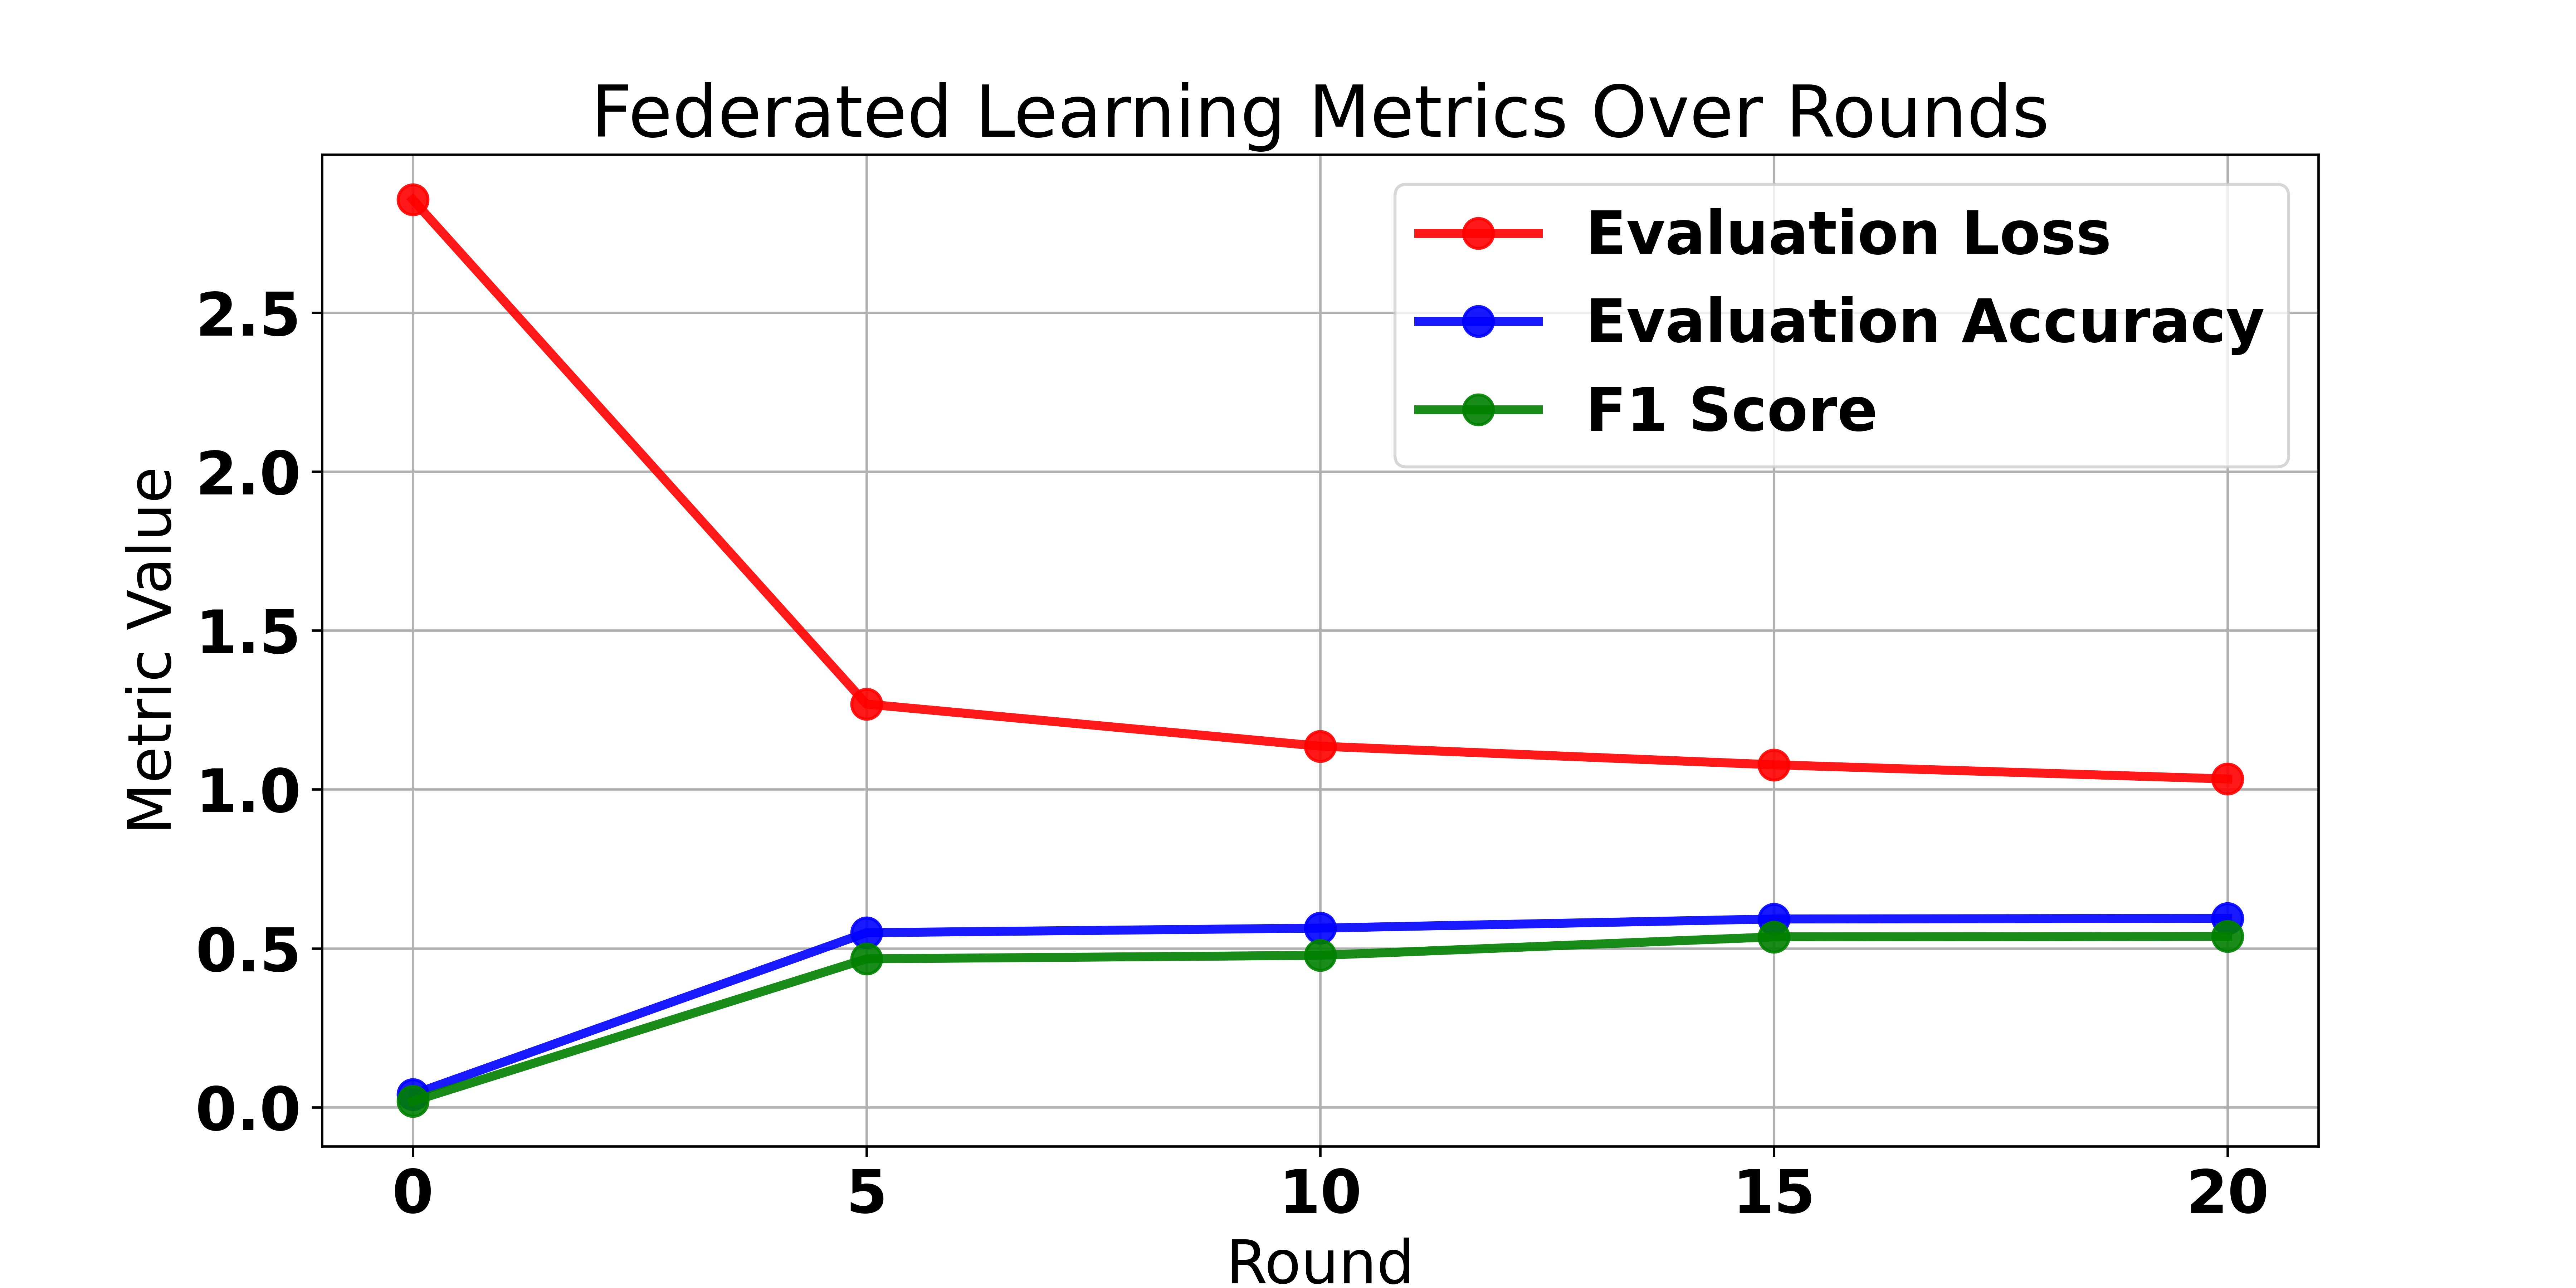 Federated Learning Metrics Over Rounds
Evaluation Loss
Evaluation Accuracy
F1 Score
Metric Value
2.5
2.0
1.5
1.0
0.5
0.0
0 5 10 15 20
Round